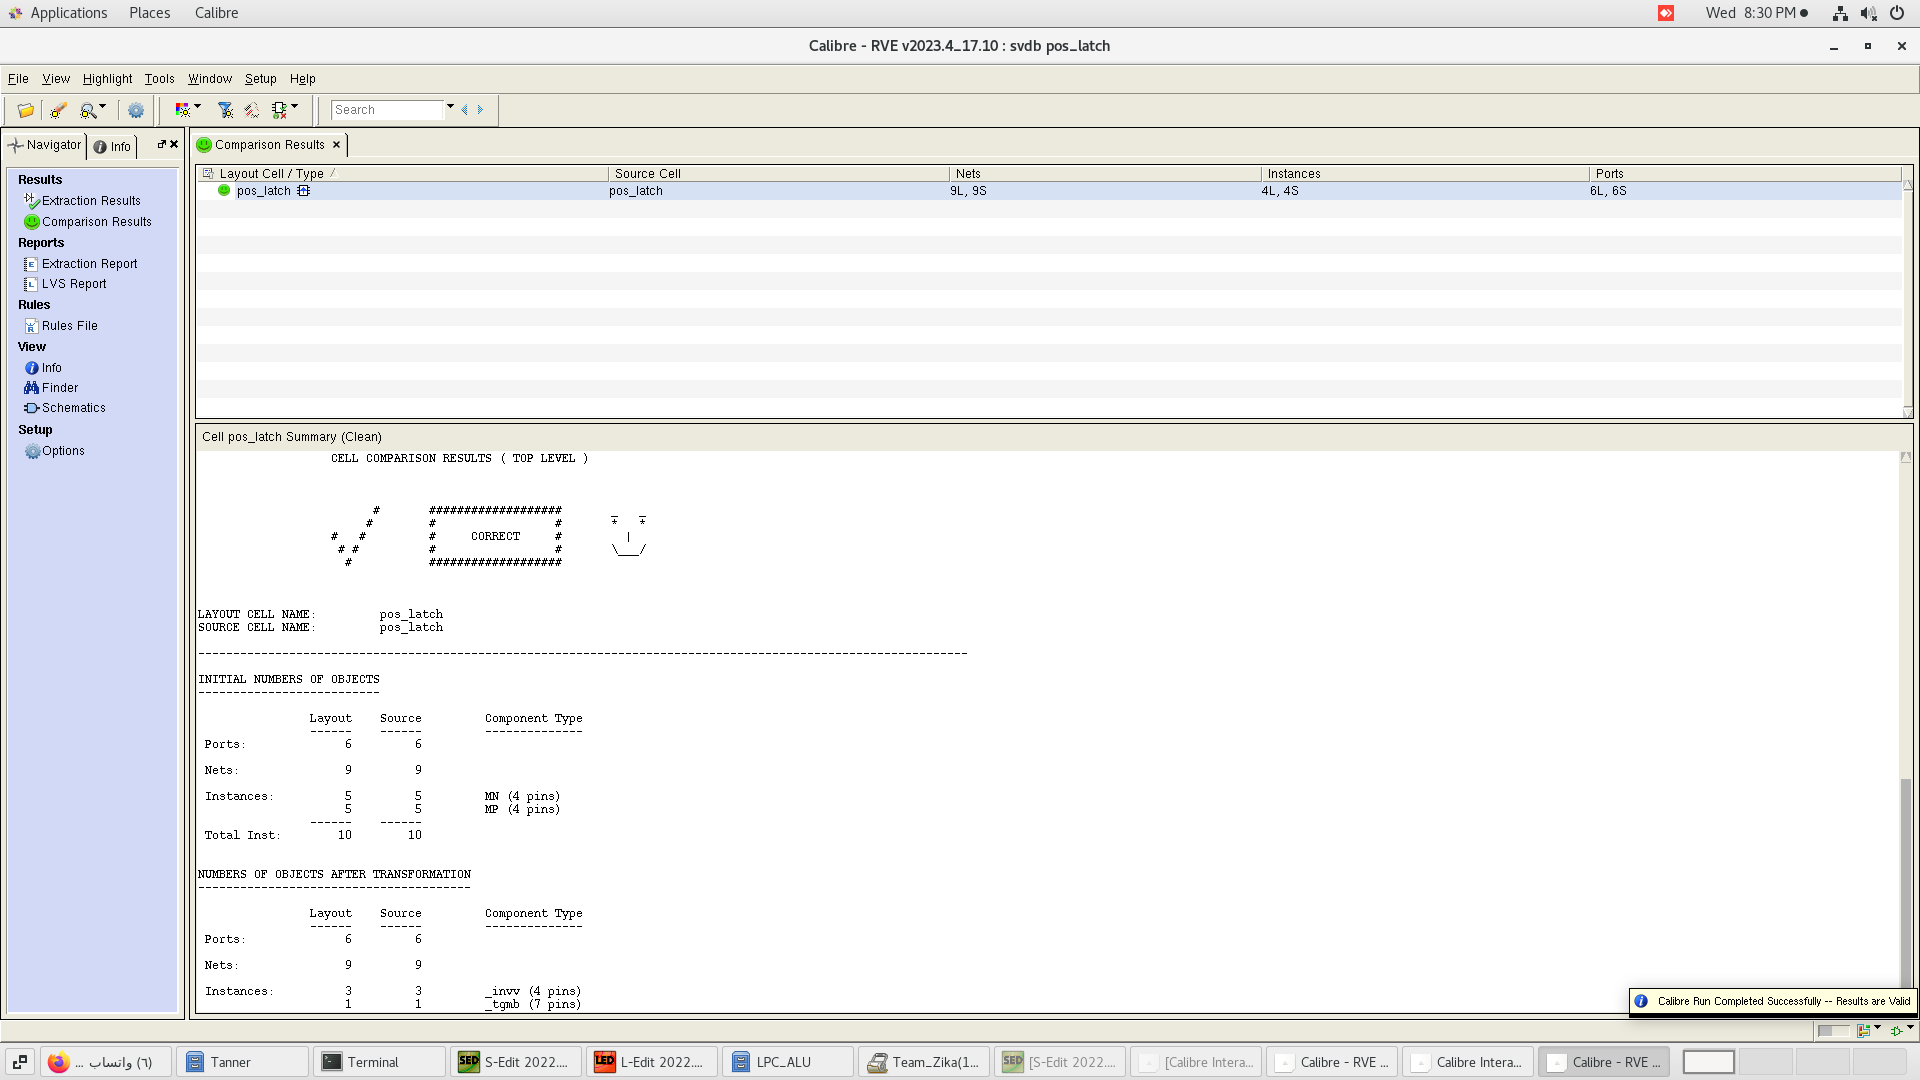 Applications Places Calibre Wed 8:30 PM
Calibre - RVE v2023.4_17.10 : svdb pos_latch
File View Highlight Tools Window Setup Help
Search
Navigator Info
Comparison Results
Results
Extraction Results
Comparison Results
Reports
Extraction Report
LVS Report
Rules
Rules File
View
Info
Finder
Schematics
Setup
Options
Layout Cell / Type Source Cell Nets Instances Ports
pos_latch pos_latch 9L, 9S 4L, 4S 6L, 6S
Cell pos_latch Summary (Clean)
CELL COMPARISON RESULTS ( TOP LEVEL )
# ################### _ _
# # # * *
# # # CORRECT # |
# # # # \___/
# ###################
LAYOUT CELL NAME: pos_latch
SOURCE CELL NAME: pos_latch
--------------------------------------------------------------------------------------------------------------
INITIAL NUMBERS OF OBJECTS
--------------------------
Layout Source Component Type
------ ------ --------------
Ports: 6 6
Nets: 9 9
Instances: 5 5 MN (4 pins)
5 5 MP (4 pins)
------ ------
Total Inst: 10 10
NUMBERS OF OBJECTS AFTER TRANSFORMATION
---------------------------------------
Layout Source Component Type
------ ------ --------------
Ports: 6 6
Nets: 9 9
Instances: 3 3 _invv (4 pins)
1 1 _tgmb (7 pins)
Calibre Run Completed Successfully -- Results are Valid
(٦) واتساب ...
Tanner
Terminal
S-Edit 2022....
L-Edit 2022....
LPC_ALU
Team_Zika(1...
[S-Edit 2022....
[Calibre Intera...
Calibre - RVE ...
Calibre Intera...
Calibre - RVE ...